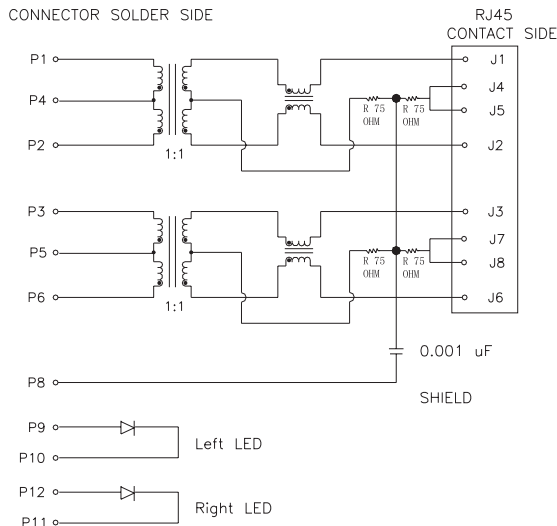 CONNECTOR SOLDER SIDE
RJ45
CONTACT SIDE
P1
J1
P4
J4
R 75
OHM
R 75
OHM
J5
P2
J2
1:1
P3
J3
P5
J7
R 75
OHM
R 75
OHM
J8
P6
J6
1:1
0.001 uF
P8
SHIELD
P9
Left LED
P10
P12
Right LED
P11